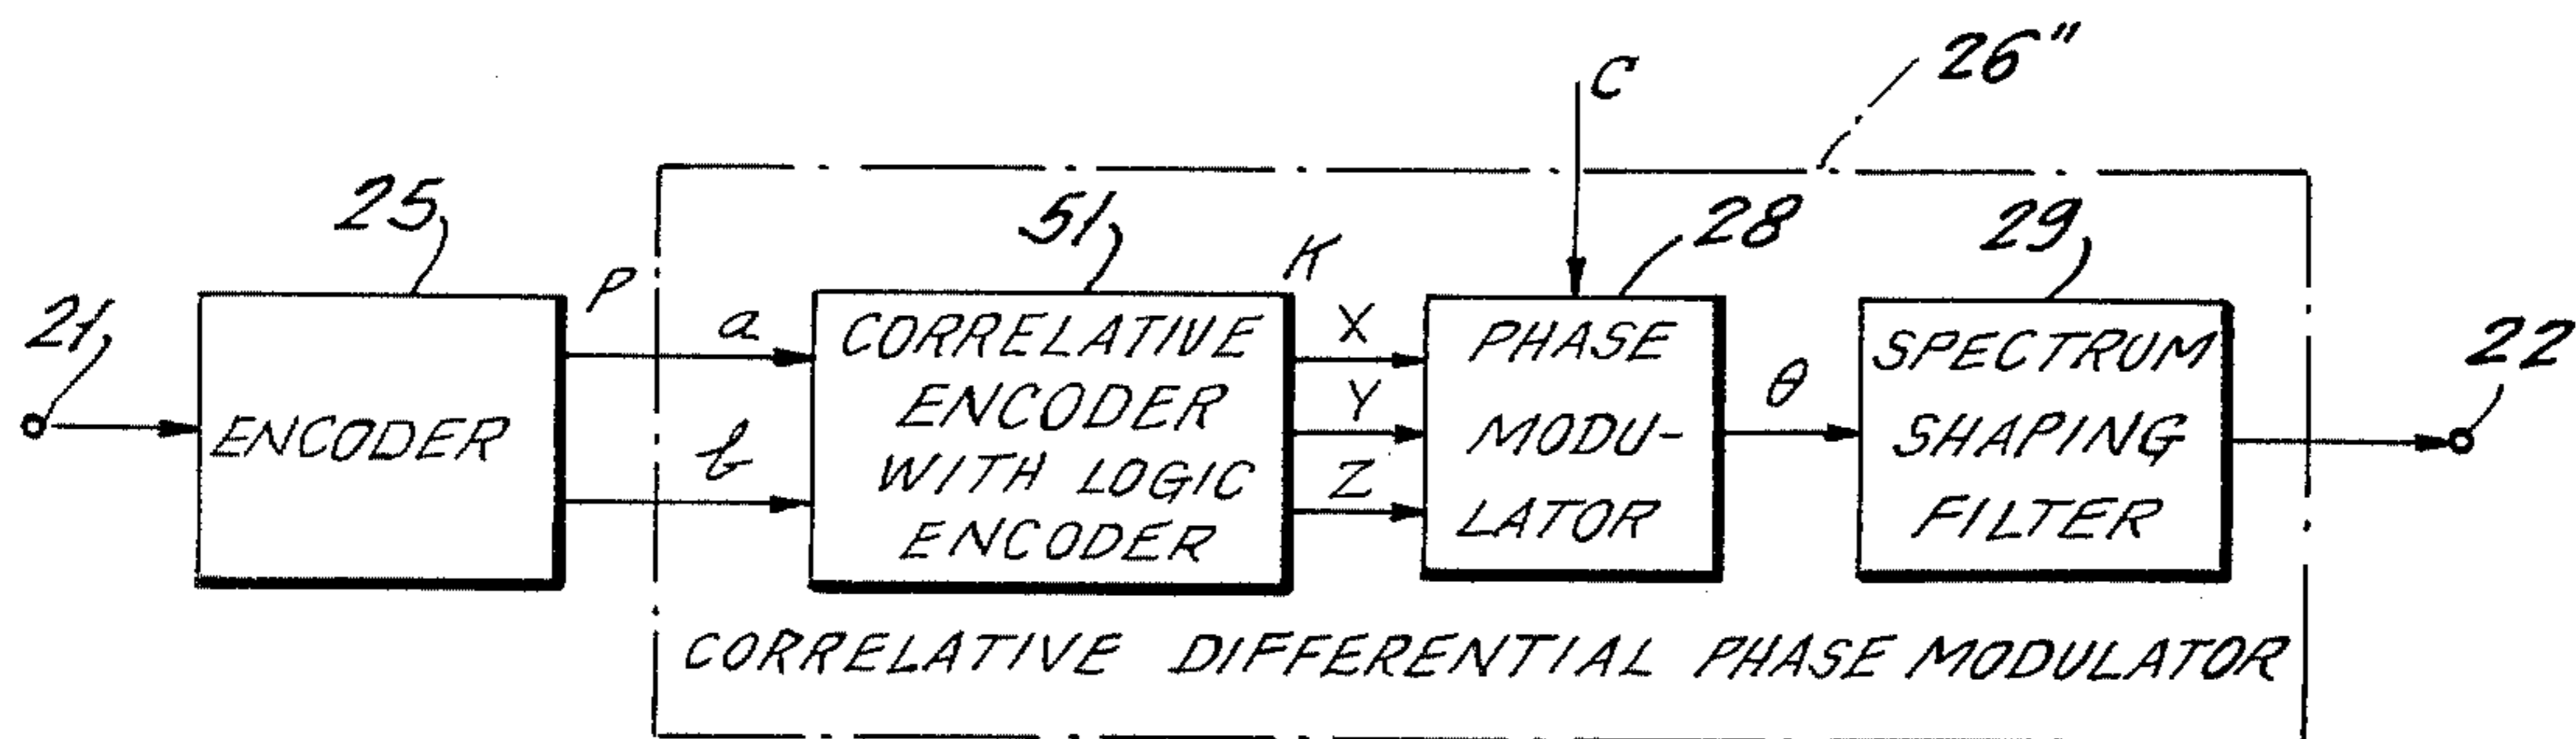 26"
C
25
51
28
29
21
22
P
K
a
b
X
Y
Z
θ
ENCODER
CORRELATIVE
ENCODER
WITH LOGIC
ENCODER
PHASE
MODU-
LATOR
SPECTRUM
SHAPING
FILTER
CORRELATIVE DIFFERENTIAL PHASE MODULATOR